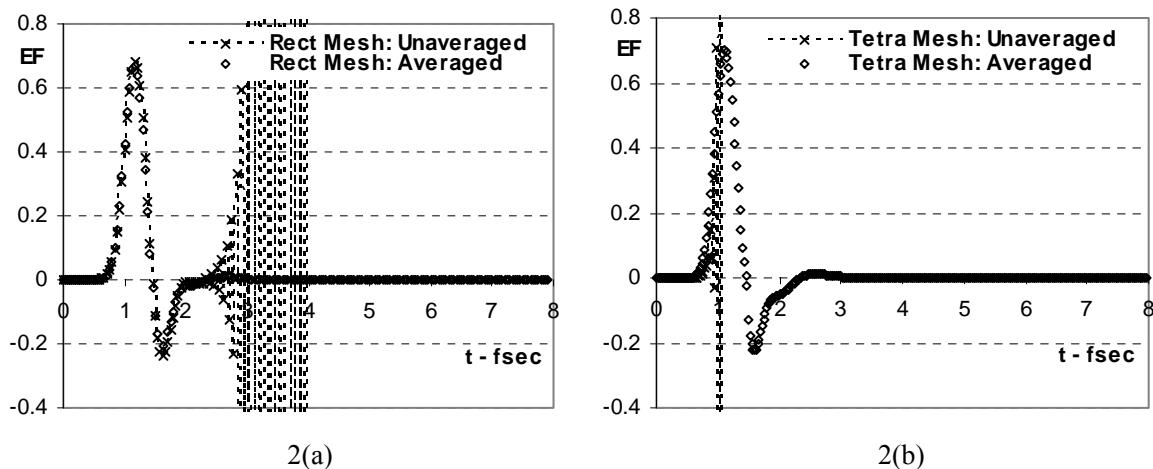 0.8
EF
0.6
0.4
0.2
0
-0.2
-0.4
0 1 2 3 4 5 6 7 8
Rect Mesh: Unaveraged
Rect Mesh: Averaged
t - fsec
2(a)
0.8
EF
0.6
0.4
0.2
0
-0.2
-0.4
0 1 2 3 4 5 6 7 8
Tetra Mesh: Unaveraged
Tetra Mesh: Averaged
t - fsec
2(b)